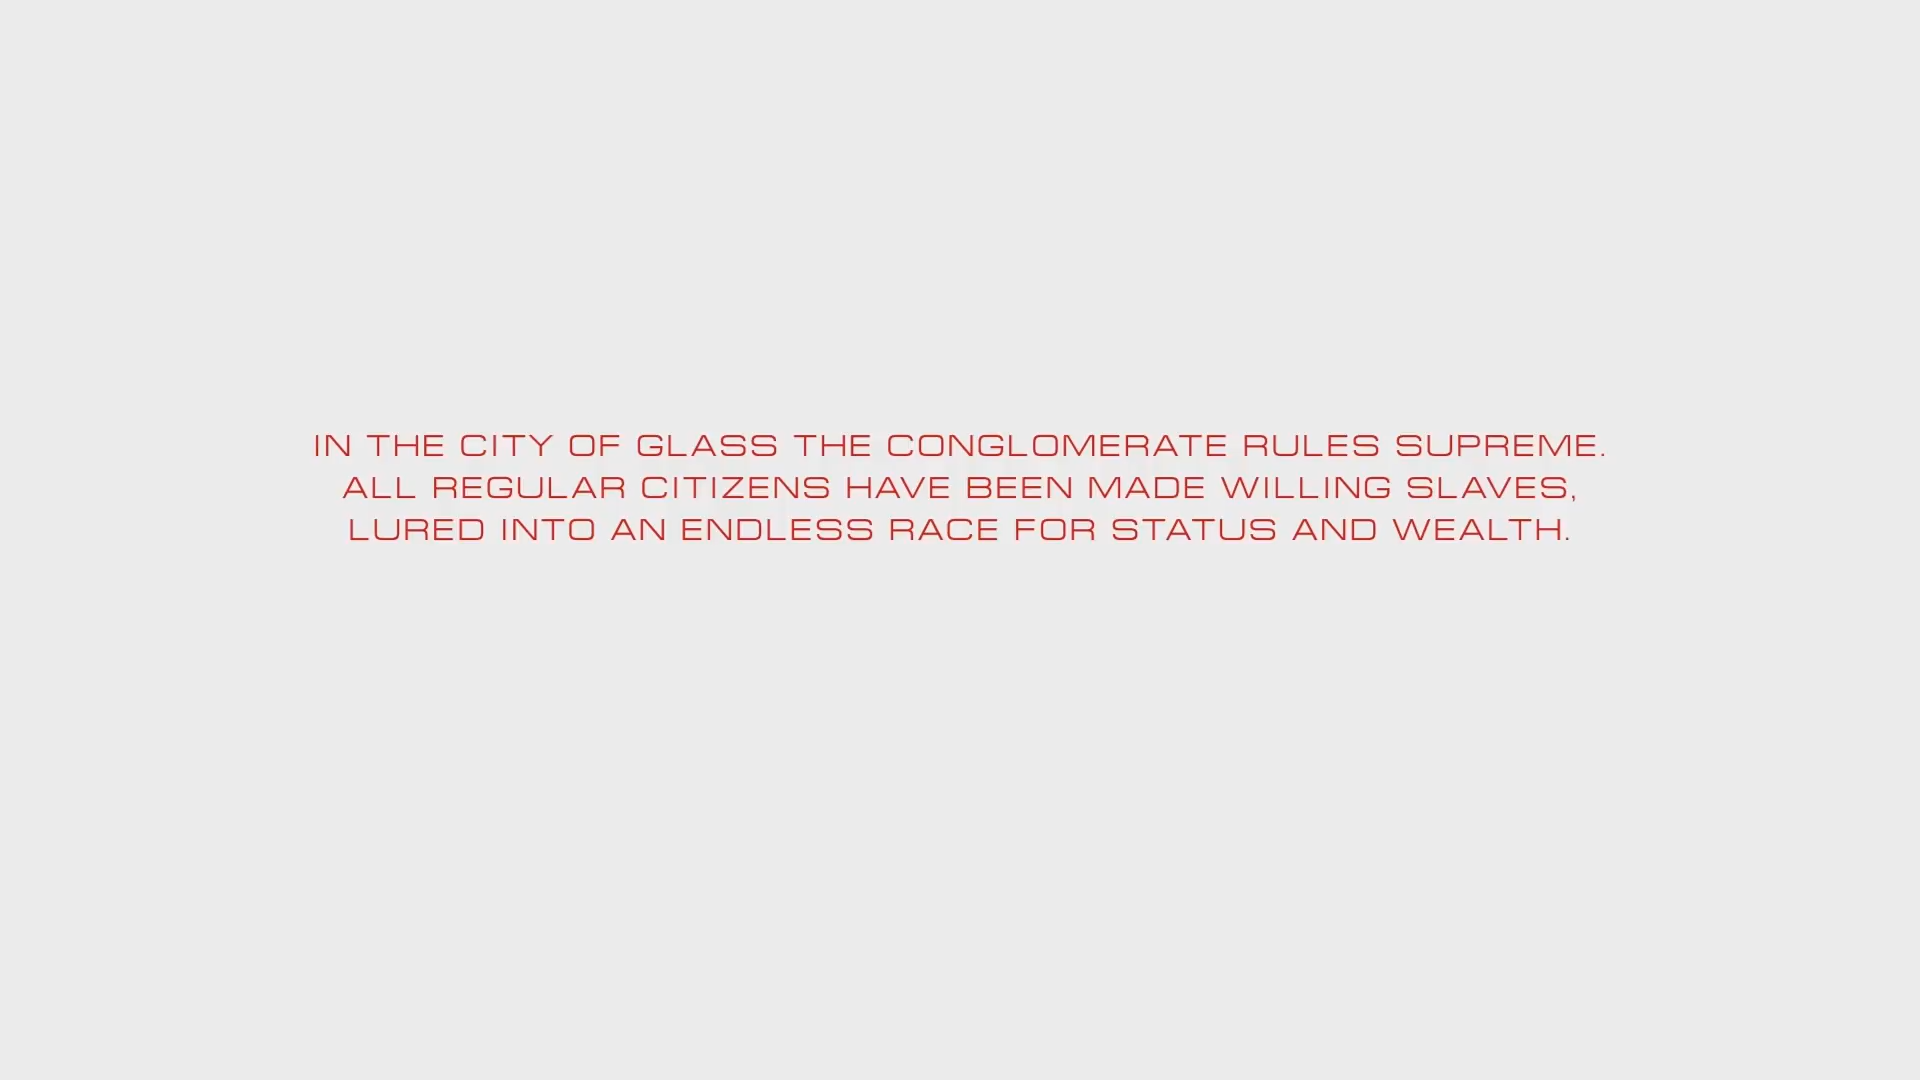 IN THE CITY OF GLASS THE CONGLOMERATE RULES SUPREME.
ALL REGULAR CITIZENS HAVE BEEN MADE WILLING SLAVES,
LURED INTO AN ENDLESS RACE FOR STATUS AND WEALTH.